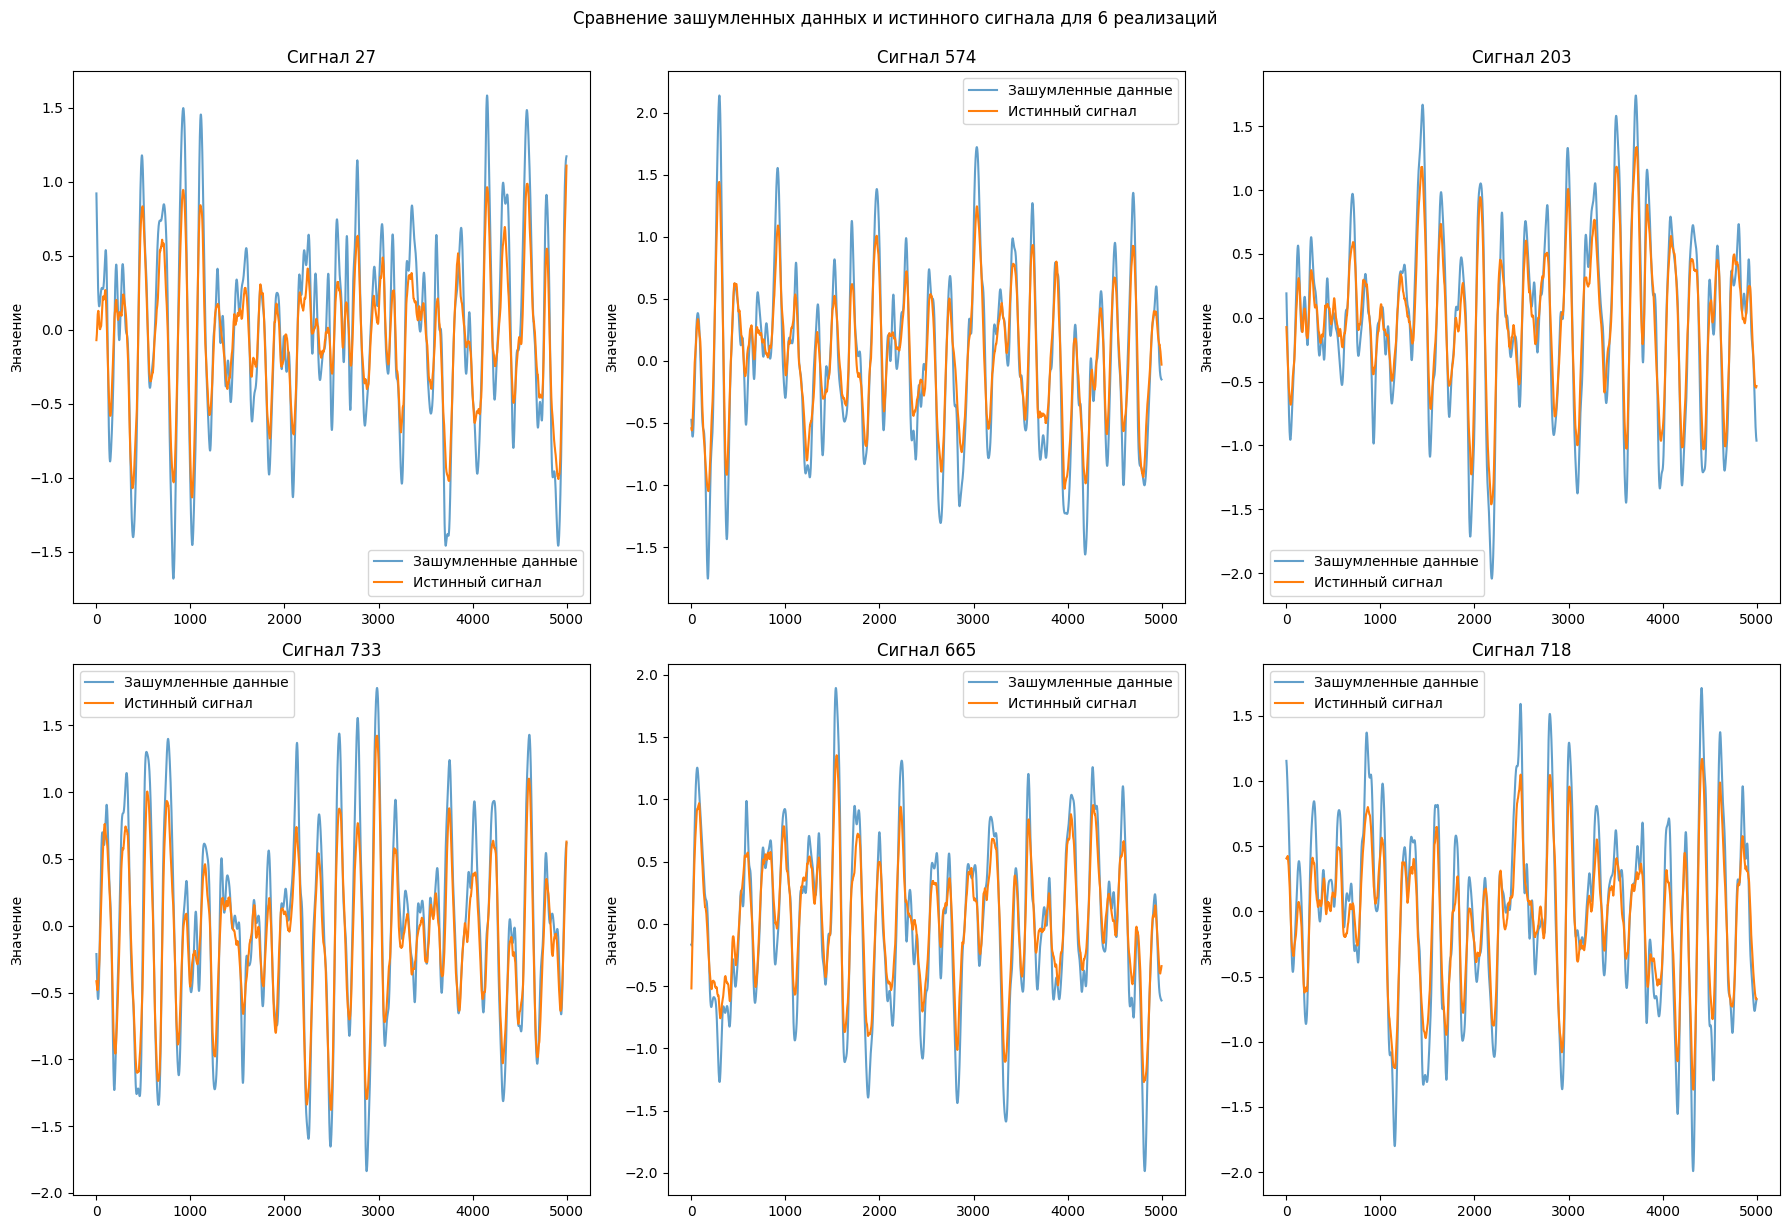 Сравнение зашумленных данных и истинного сигнала для 6 реализаций
Сигнал 27
Значение
1.5
1.0
0.5
0.0
−0.5
−1.0
−1.5
0 1000 2000 3000 4000 5000
Зашумленные данные
Истинный сигнал
Сигнал 574
Значение
2.0
1.5
1.0
0.5
0.0
−0.5
−1.0
−1.5
0 1000 2000 3000 4000 5000
Зашумленные данные
Истинный сигнал
Сигнал 203
Значение
1.5
1.0
0.5
0.0
−0.5
−1.0
−1.5
−2.0
0 1000 2000 3000 4000 5000
Зашумленные данные
Истинный сигнал
Сигнал 733
Значение
1.5
1.0
0.5
0.0
−0.5
−1.0
−1.5
−2.0
0 1000 2000 3000 4000 5000
Зашумленные данные
Истинный сигнал
Сигнал 665
Значение
2.0
1.5
1.0
0.5
0.0
−0.5
−1.0
−1.5
−2.0
0 1000 2000 3000 4000 5000
Зашумленные данные
Истинный сигнал
Сигнал 718
Значение
1.5
1.0
0.5
0.0
−0.5
−1.0
−1.5
−2.0
0 1000 2000 3000 4000 5000
Зашумленные данные
Истинный сигнал